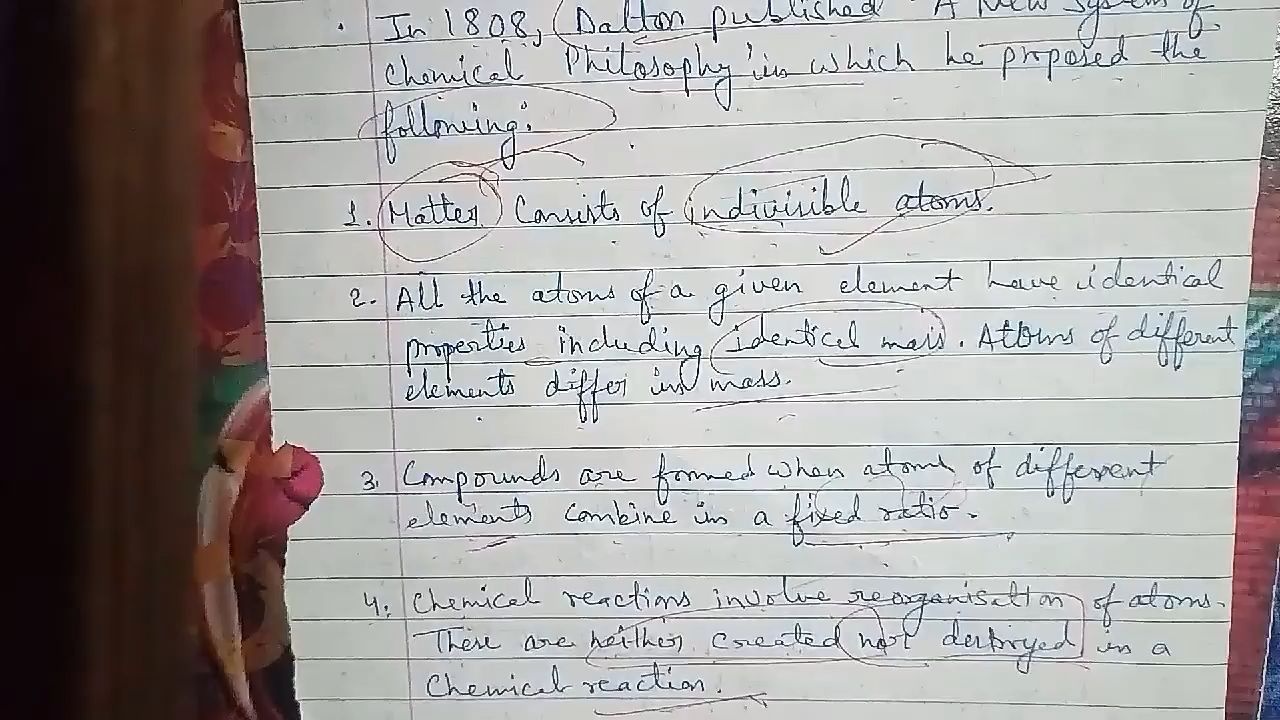 . In 1808, Dalton published 'A New System of
Chemical Philosophy' in which he proposed the
following:
1. Matter Consists of indivisible atoms.
2. All the atoms of a given element have identical
properties including identical mass. Atoms of different
elements differ in mass.
3. Compounds are formed when atoms of different
elements combine in a fixed ratio.
4. Chemical reactions involve reorganisation of atoms.
These are neither created nor destroyed in a
Chemical reaction.